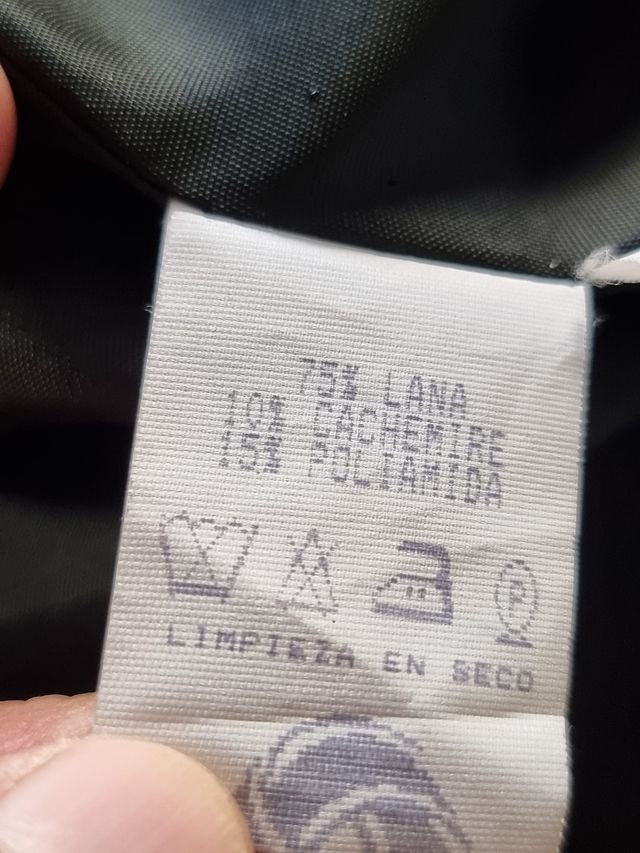 75% LANA
10% CACHEMIRE
15% POLIAMIDA
P
LIMPIEZA EN SECO